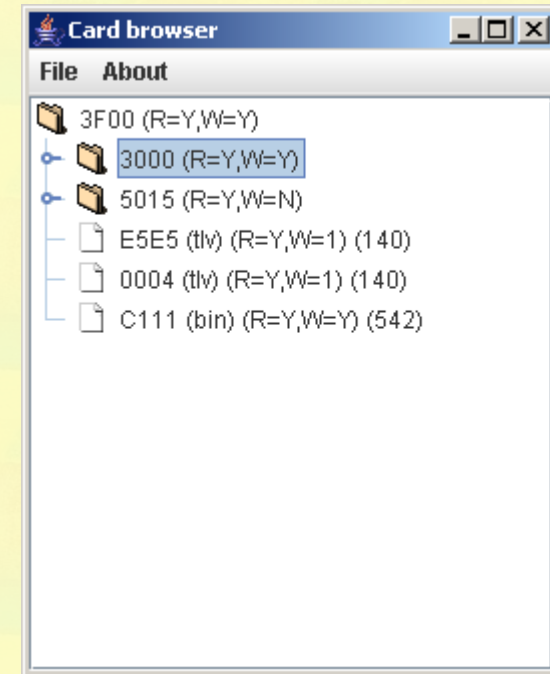 Card browser
File About
3F00 (R=Y,W=Y)
3000 (R=Y,W=Y)
5015 (R=Y,W=N)
E5E5 (tlv) (R=Y,W=1) (140)
0004 (tlv) (R=Y,W=1) (140)
C111 (bin) (R=Y,W=Y) (542)